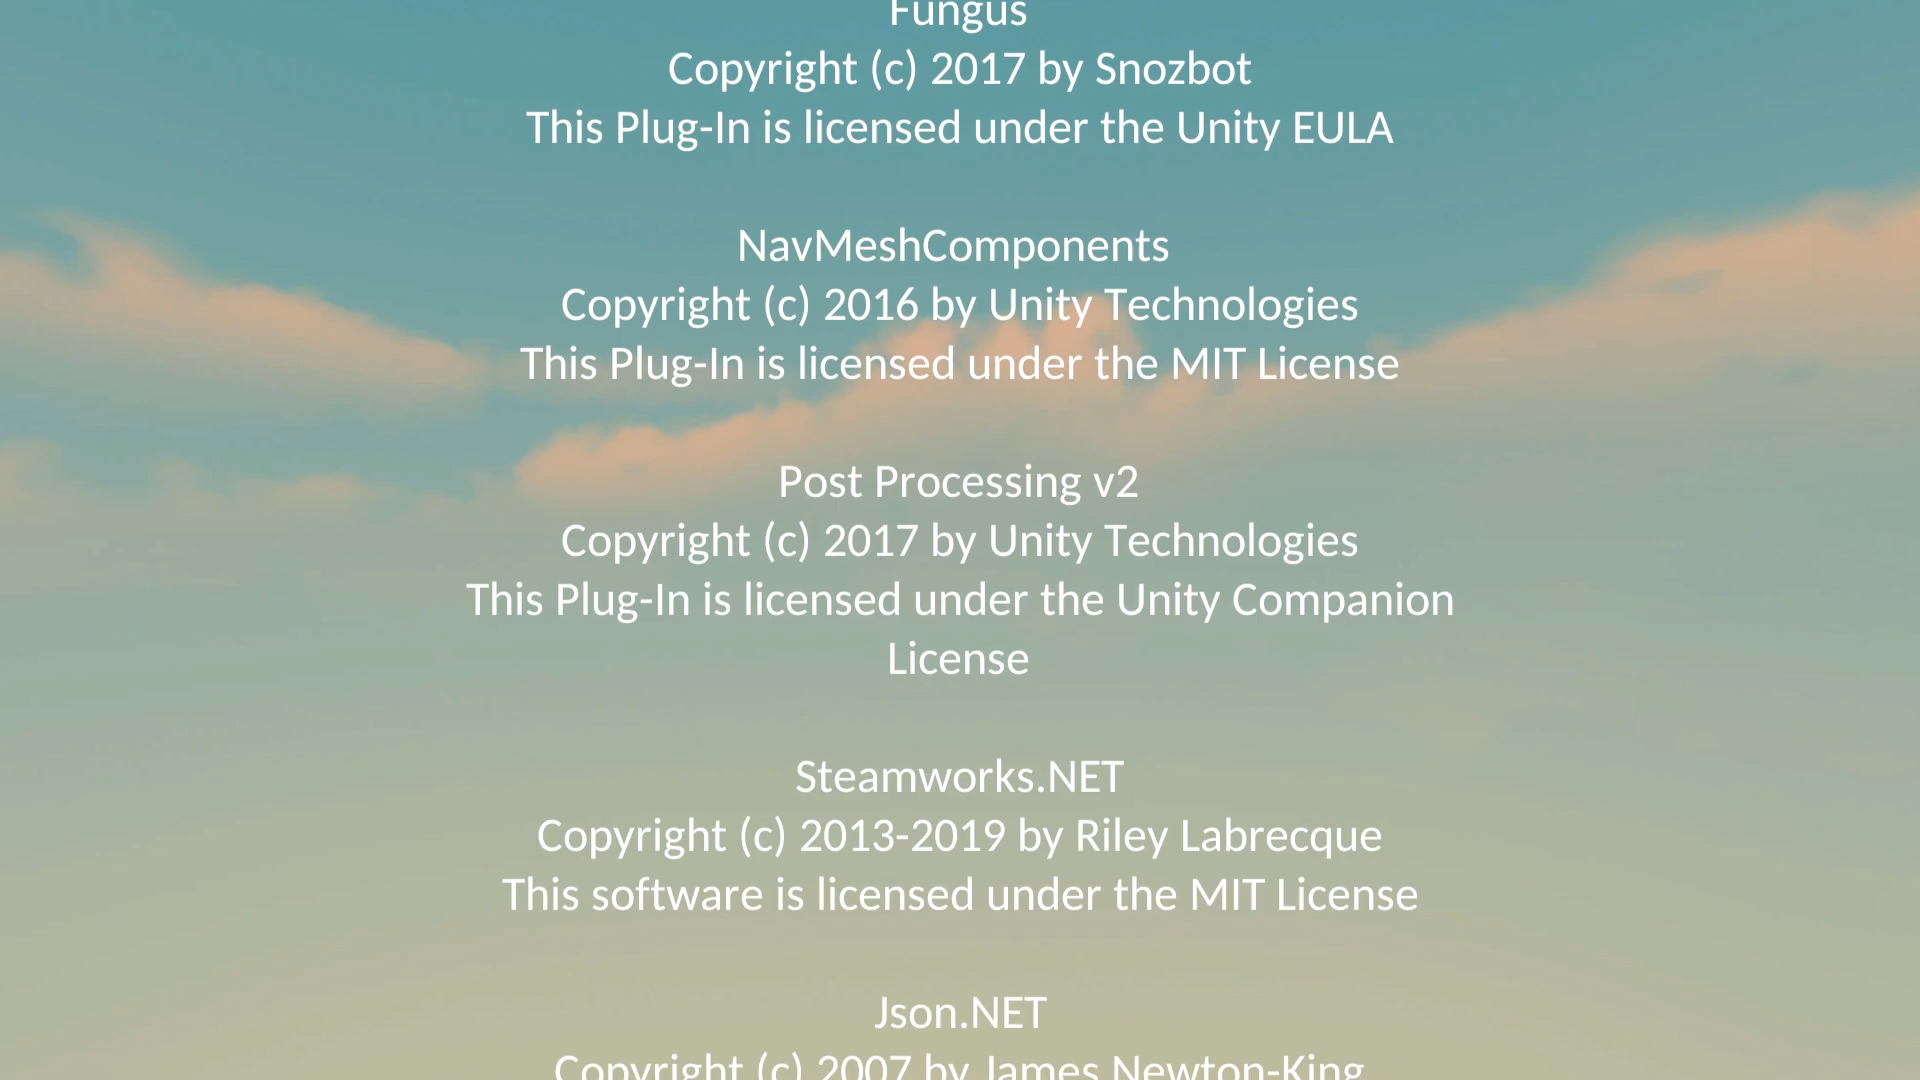 Fungus
Copyright (c) 2017 by Snozbot
This Plug-In is licensed under the Unity EULA
NavMeshComponents
Copyright (c) 2016 by Unity Technologies
This Plug-In is licensed under the MIT License
Post Processing v2
Copyright (c) 2017 by Unity Technologies
This Plug-In is licensed under the Unity Companion
License
Steamworks.NET
Copyright (c) 2013-2019 by Riley Labrecque
This software is licensed under the MIT License
Json.NET
Copyright (c) 2007 by James Newton-King